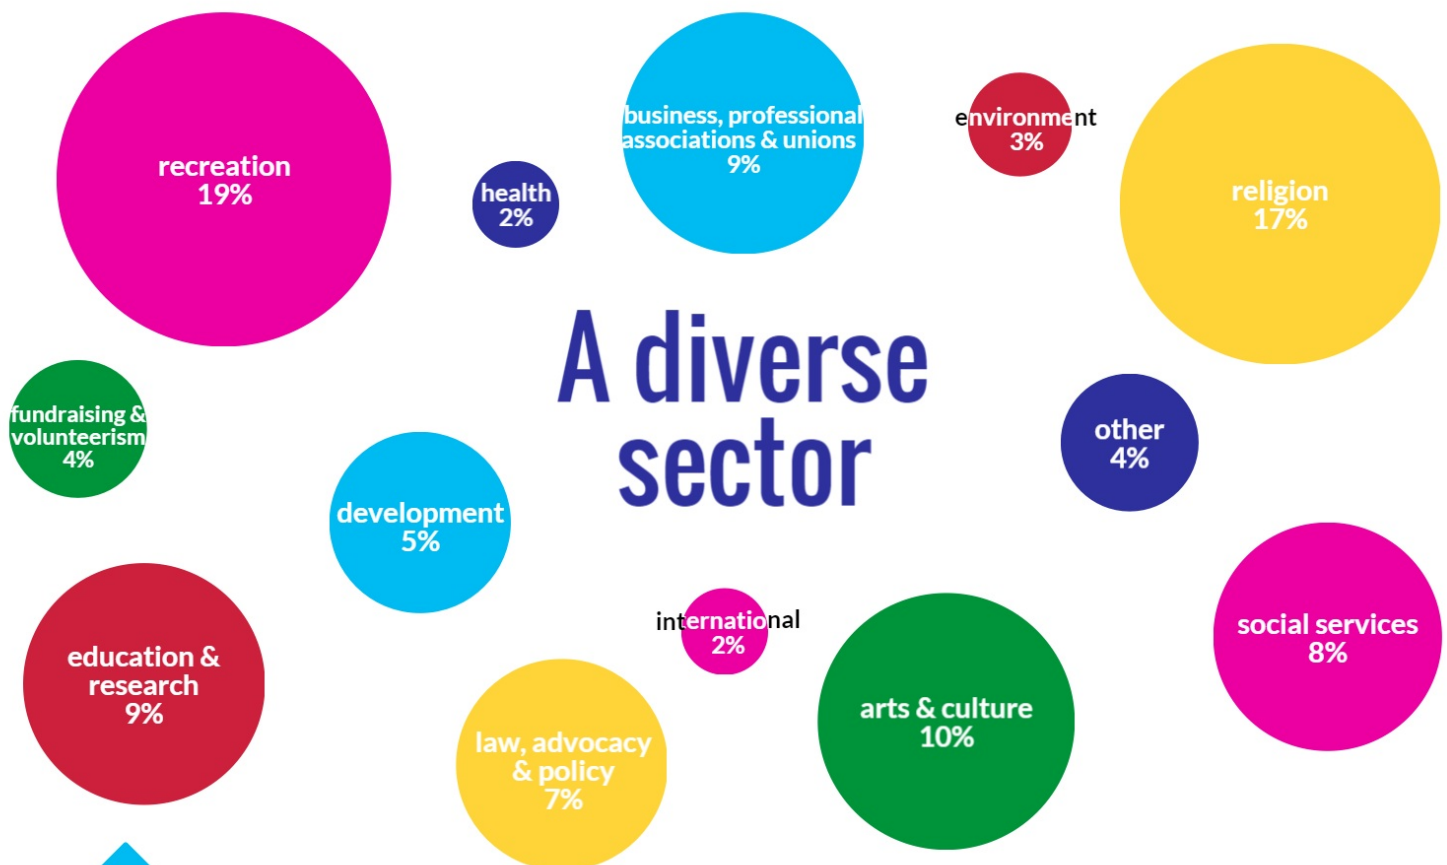 recreation
19%
health
2%
business, professional
associations & unions
9%
environment
3%
religion
17%
A diverse
sector
fundraising &
volunteerism
4%
development
5%
other
4%
education &
research
9%
law, advocacy
& policy
7%
international
2%
arts & culture
10%
social services
8%